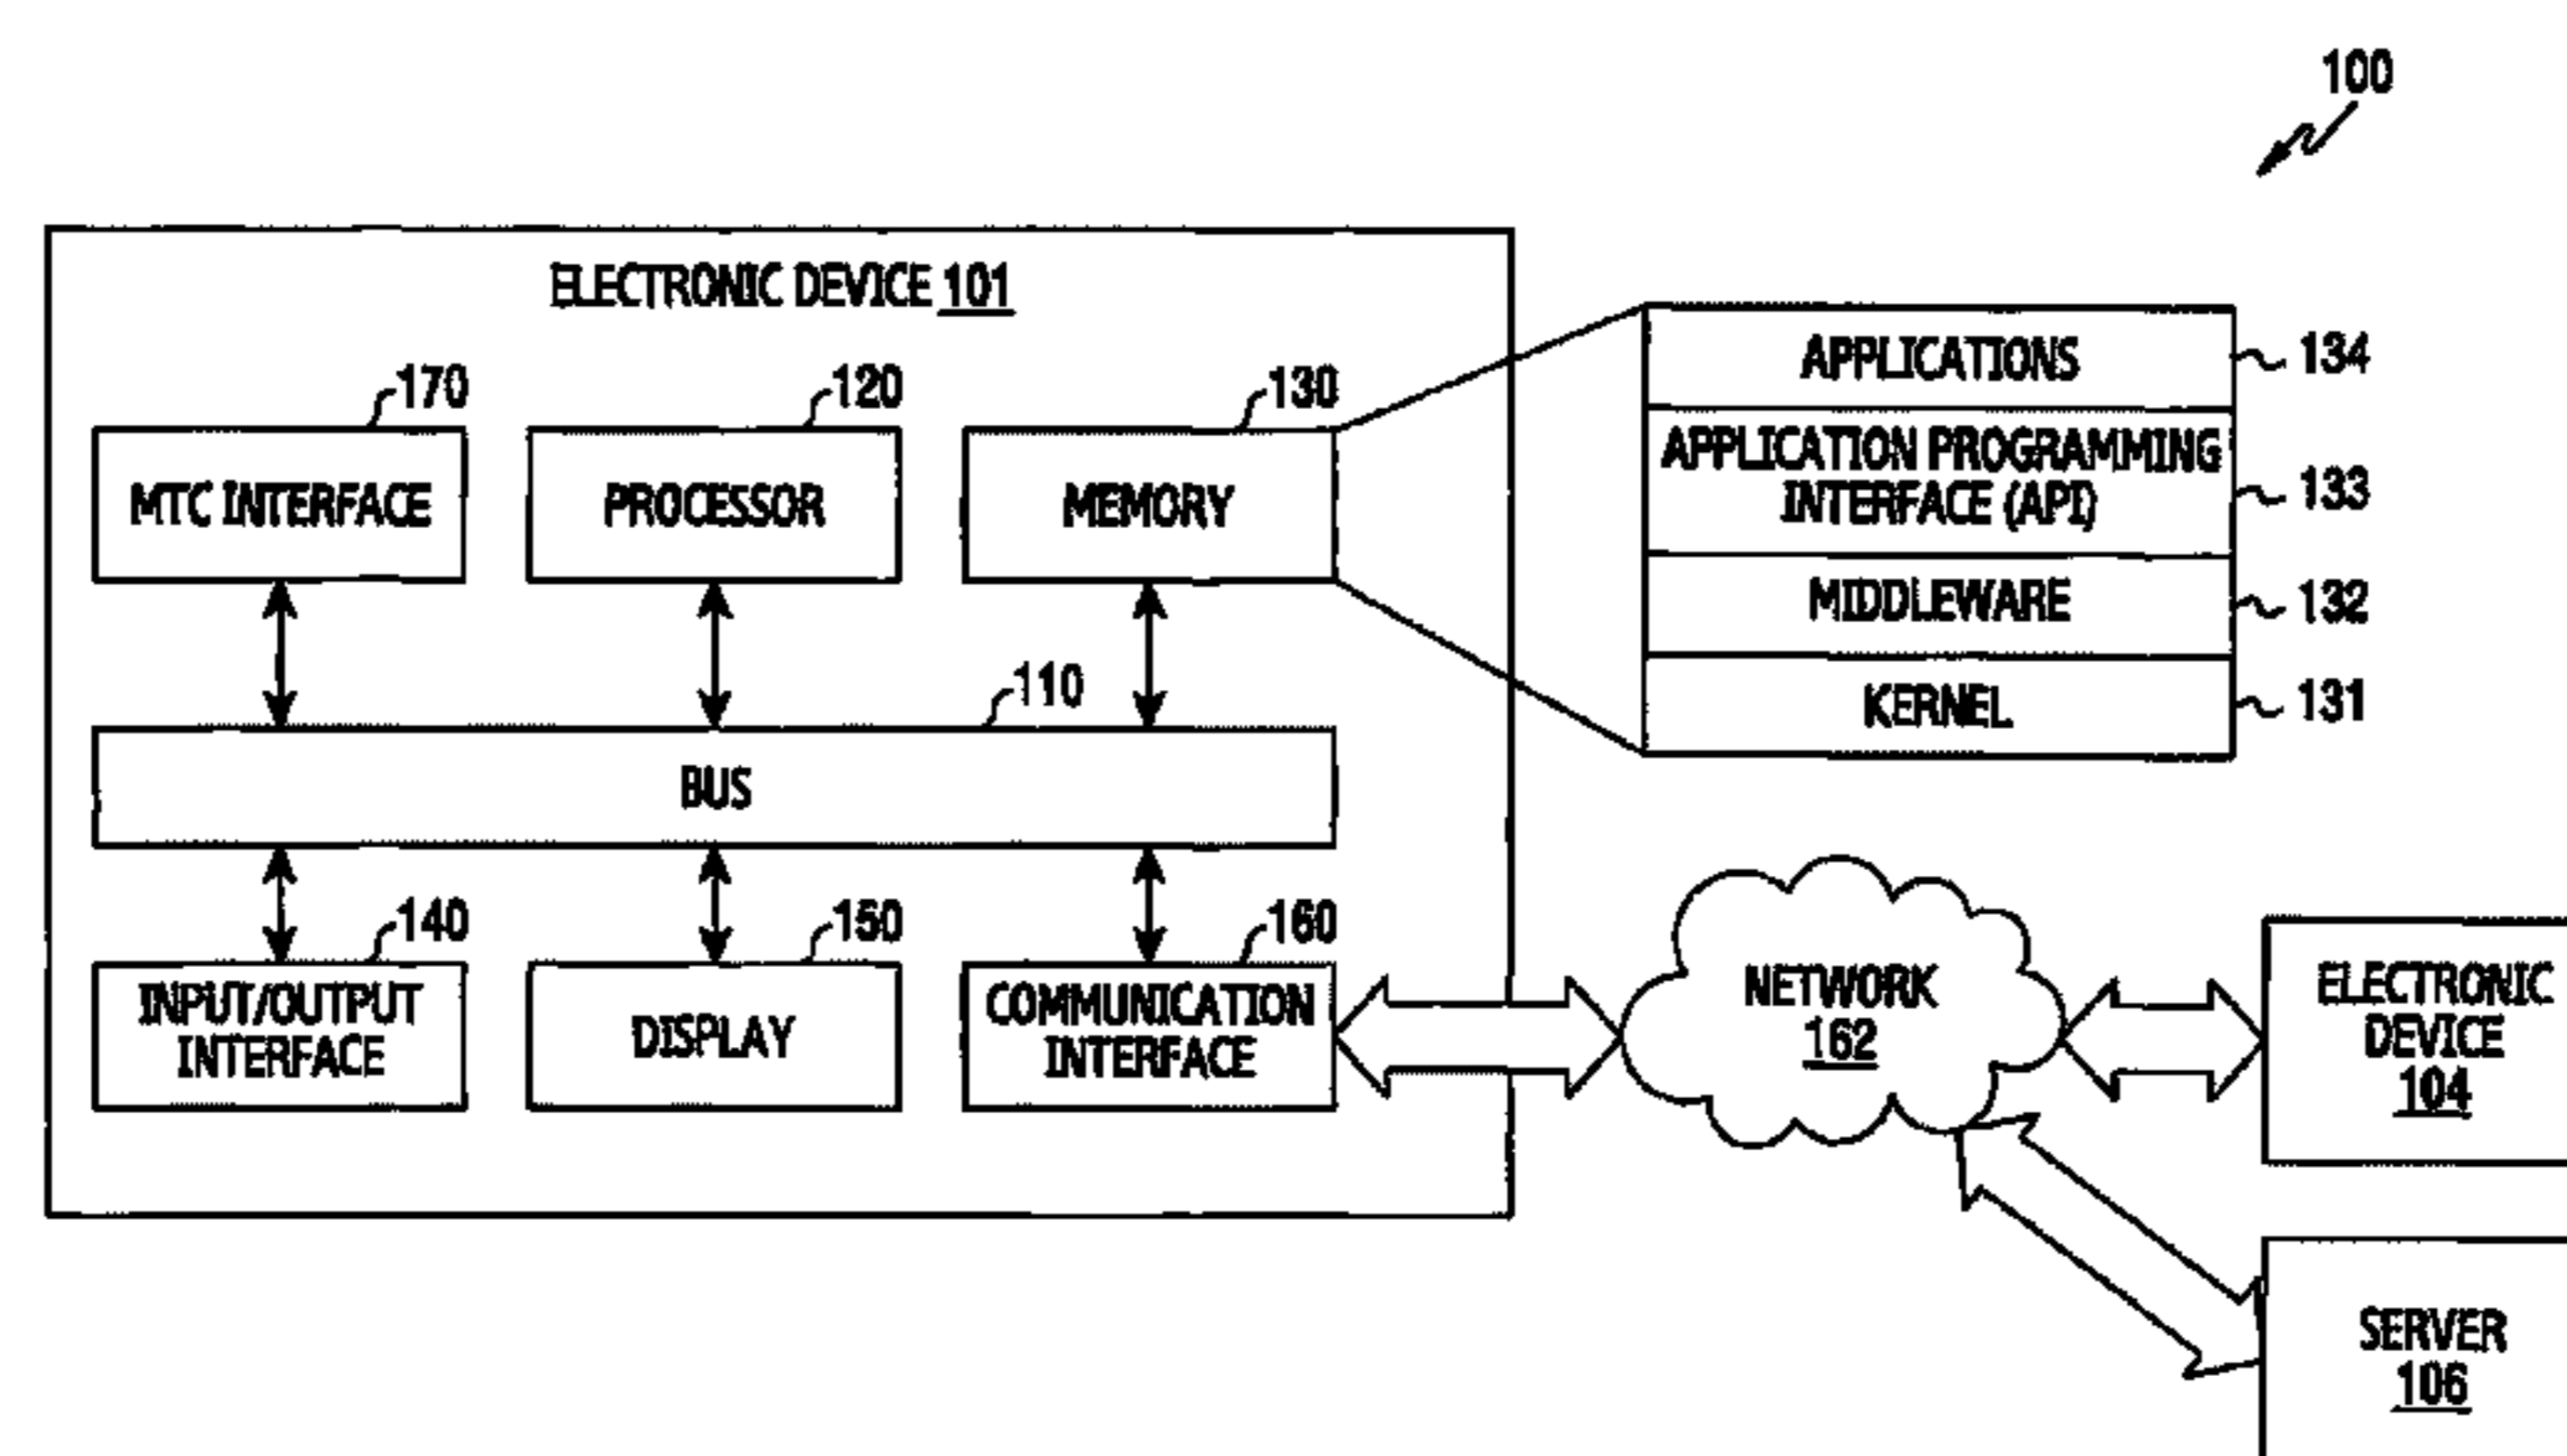 100
ELECTRONIC DEVICE 101
170
120
130
MTC INTERFACE
PROCESSOR
MEMORY
APPLICATIONS
134
APPLICATION PROGRAMMING
INTERFACE (API)
133
MIDDLEWARE
132
KERNEL
131
110
BUS
140
150
160
INPUT/OUTPUT
INTERFACE
DISPLAY
COMMUNICATION
INTERFACE
NETWORK
162
ELECTRONIC
DEVICE
104
SERVER
106